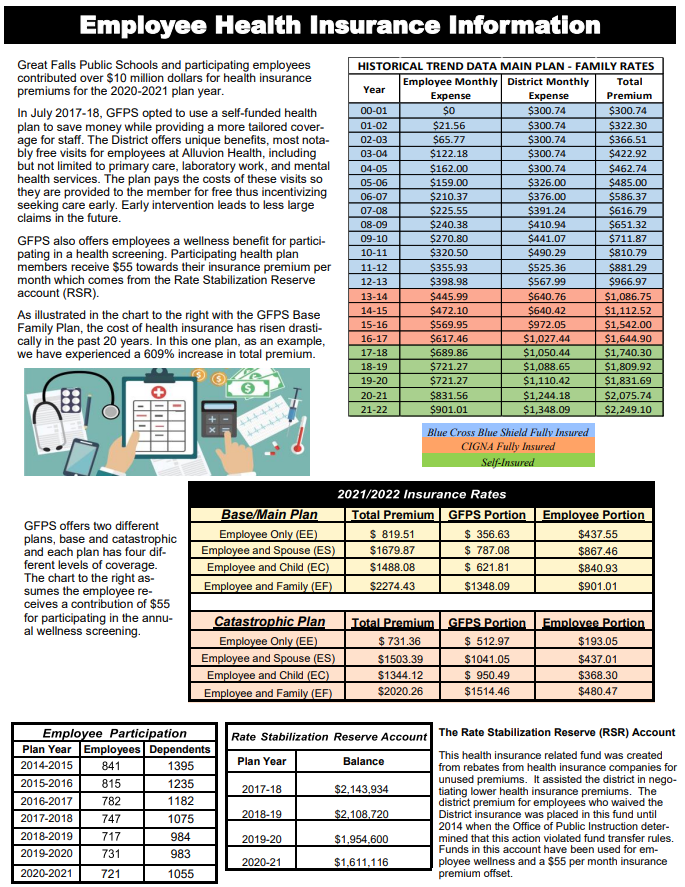 Employee Health Insurance Information
Great Falls Public Schools and participating employees
contributed over $10 million dollars for health insurance
premiums for the 2020-2021 plan year.
In July 2017-18, GFPS opted to use a self-funded health
plan to save money while providing a more tailored cover-
age for staff. The District offers unique benefits, most nota-
bly free visits for employees at Alluvion Health, including
but not limited to primary care, laboratory work, and mental
health services. The plan pays the costs of these visits so
they are provided to the member for free thus incentivizing
seeking care early. Early intervention leads to less large
claims in the future.
GFPS also offers employees a wellness benefit for partici-
pating in a health screening. Participating health plan
members receive $55 towards their insurance premium per
month which comes from the Rate Stabilization Reserve
account (RSR).
As illustrated in the chart to the right with the GFPS Base
Family Plan, the cost of health insurance has risen drasti-
cally in the past 20 years. In this one plan, as an example,
we have experienced a 609% increase in total premium.
HISTORICAL TREND DATA MAIN PLAN - FAMILY RATES
Year Employee Monthly Expense District Monthly Expense Total Premium
00-01 $0 $300.74 $300.74
01-02 $21.56 $300.74 $322.30
02-03 $65.77 $300.74 $366.51
03-04 $122.18 $300.74 $422.92
04-05 $162.00 $300.74 $462.74
05-06 $159.00 $326.00 $485.00
06-07 $210.37 $376.00 $586.37
07-08 $225.55 $391.24 $616.79
08-09 $240.38 $410.94 $651.32
09-10 $270.80 $441.07 $711.87
10-11 $320.50 $490.29 $810.79
11-12 $355.93 $525.36 $881.29
12-13 $398.98 $567.99 $966.97
13-14 $445.99 $640.76 $1,086.75
14-15 $472.10 $640.42 $1,112.52
15-16 $569.95 $972.05 $1,542.00
16-17 $617.46 $1,027.44 $1,644.90
17-18 $689.86 $1,050.44 $1,740.30
18-19 $721.27 $1,088.65 $1,809.92
19-20 $721.27 $1,110.42 $1,831.69
20-21 $831.56 $1,244.18 $2,075.74
21-22 $901.01 $1,348.09 $2,249.10
Blue Cross Blue Shield Fully Insured
CIGNA Fully Insured
Self-Insured
GFPS offers two different
plans, base and catastrophic
and each plan has four dif-
ferent levels of coverage.
The chart to the right as-
sumes the employee re-
ceives a contribution of $55
for participating in the annu-
al wellness screening.
2021/2022 Insurance Rates
Base/Main Plan Total Premium GFPS Portion Employee Portion
Employee Only (EE) $ 819.51 $ 356.63 $437.55
Employee and Spouse (ES) $1679.87 $ 787.08 $867.46
Employee and Child (EC) $1488.08 $ 621.81 $840.93
Employee and Family (EF) $2274.43 $1348.09 $901.01
Catastrophic Plan Total Premium GFPS Portion Employee Portion
Employee Only (EE) $ 731.36 $ 512.97 $193.05
Employee and Spouse (ES) $1503.39 $1041.05 $437.01
Employee and Child (EC) $1344.12 $ 950.49 $368.30
Employee and Family (EF) $2020.26 $1514.46 $480.47
Employee Participation
Plan Year Employees Dependents
2014-2015 841 1395
2015-2016 815 1235
2016-2017 782 1182
2017-2018 747 1075
2018-2019 717 984
2019-2020 731 983
2020-2021 721 1055
Rate Stabilization Reserve Account
Plan Year Balance
2017-18 $2,143,934
2018-19 $2,108,720
2019-20 $1,954,600
2020-21 $1,611,116
The Rate Stabilization Reserve (RSR) Account
This health insurance related fund was created
from rebates from health insurance companies for
unused premiums. It assisted the district in nego-
tiating lower health insurance premiums. The
district premium for employees who waived the
District insurance was placed in this fund until
2014 when the Office of Public Instruction deter-
mined that this action violated fund transfer rules.
Funds in this account have been used for em-
ployee wellness and a $55 per month insurance
premium offset.